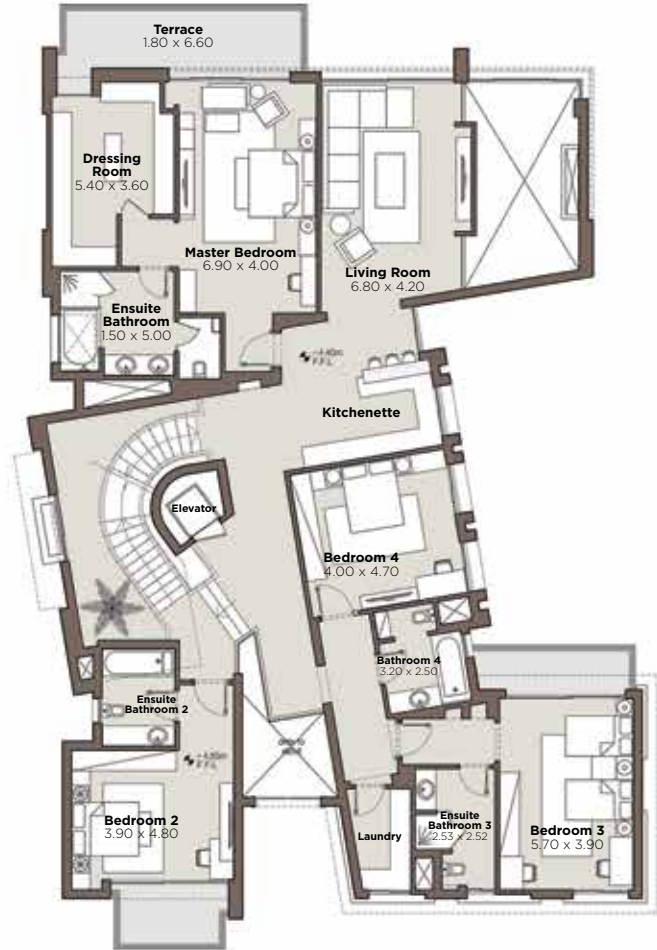 Terrace
1.80 x 6.60
Dressing
Room
5.40 x 3.60
Master Bedroom
6.90 x 4.00
Living Room
6.80 x 4.20
Ensuite
Bathroom
1.50 x 5.00
F.F.L
Kitchenette
Elevator
Bedroom 4
4.00 x 4.70
Bathroom 4
3.20 x 2.50
Ensuite
Bathroom 2
F.F.L
Bedroom 2
3.90 x 4.80
Laundry
Ensuite
Bathroom 3
2.53 x 2.52
Bedroom 3
5.70 x 3.90